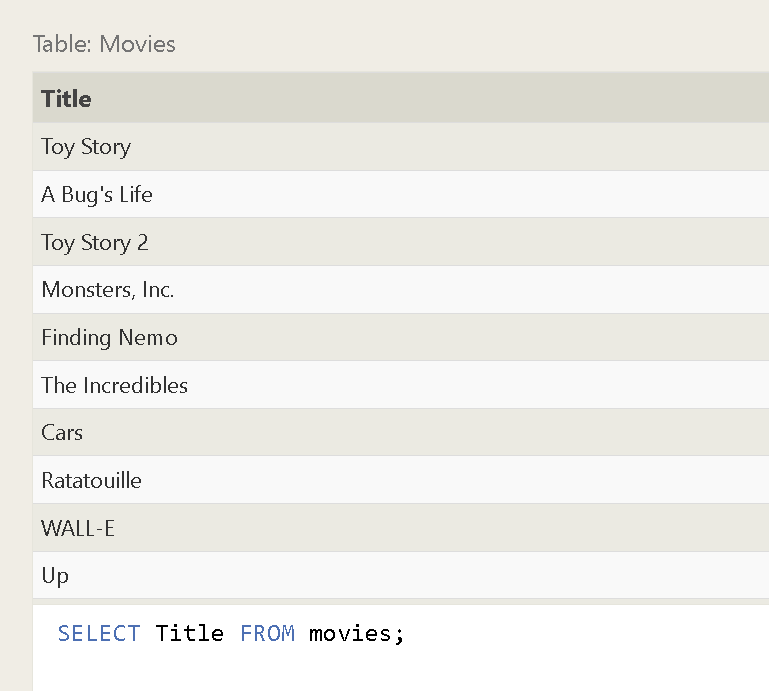 Table: Movies
Title
Toy Story
A Bug's Life
Toy Story 2
Monsters, Inc.
Finding Nemo
The Incredibles
Cars
Ratatouille
WALL-E
Up
SELECT Title FROM movies;